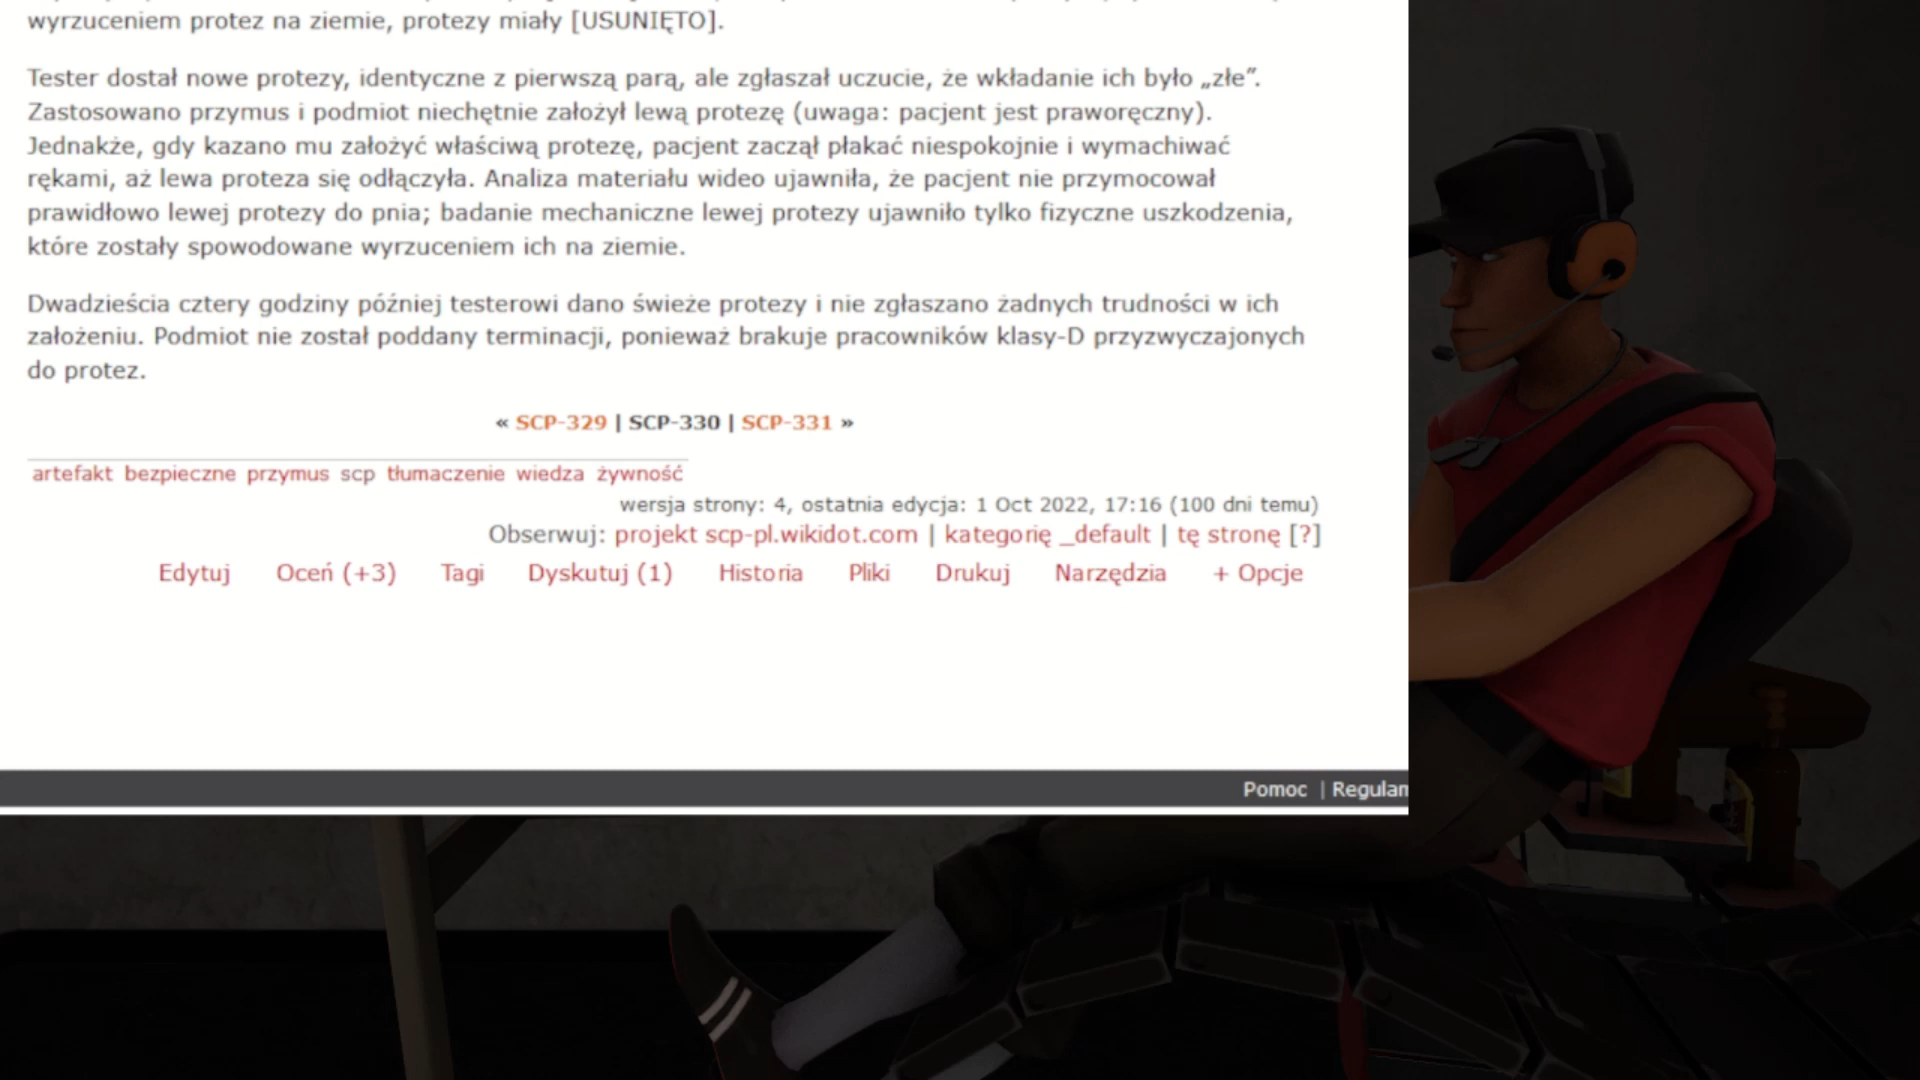 wyrzuceniem protez na ziemie, protezy miały [USUNIĘTO].
Tester dostał nowe protezy, identyczne z pierwszą parą, ale zgłaszał uczucie, że wkładanie ich było „złe”.
Zastosowano przymus i podmiot niechętnie założył lewą protezę (uwaga: pacjent jest praworęczny).
Jednakże, gdy kazano mu założyć właściwą protezę, pacjent zaczął płakać niespokojnie i wymachiwać
rękami, aż lewa proteza się odłączyła. Analiza materiału wideo ujawniła, że pacjent nie przymocował
prawidłowo lewej protezy do pnia; badanie mechaniczne lewej protezy ujawniło tylko fizyczne uszkodzenia,
które zostały spowodowane wyrzuceniem ich na ziemie.
Dwadzieścia cztery godziny później testerowi dano świeże protezy i nie zgłaszano żadnych trudności w ich
założeniu. Podmiot nie został poddany terminacji, ponieważ brakuje pracowników klasy-D przyzwyczajonych
do protez.
« SCP-329 | SCP-330 | SCP-331 »
artefakt bezpieczne przymus scp tłumaczenie wiedza żywność
wersja strony: 4, ostatnia edycja: 1 Oct 2022, 17:16 (100 dni temu)
Obserwuj: projekt scp-pl.wikidot.com | kategorię _default | tę stronę [?]
Edytuj Oceń (+3) Tagi Dyskutuj (1) Historia Pliki Drukuj Narzędzia + Opcje
Pomoc | Regulam